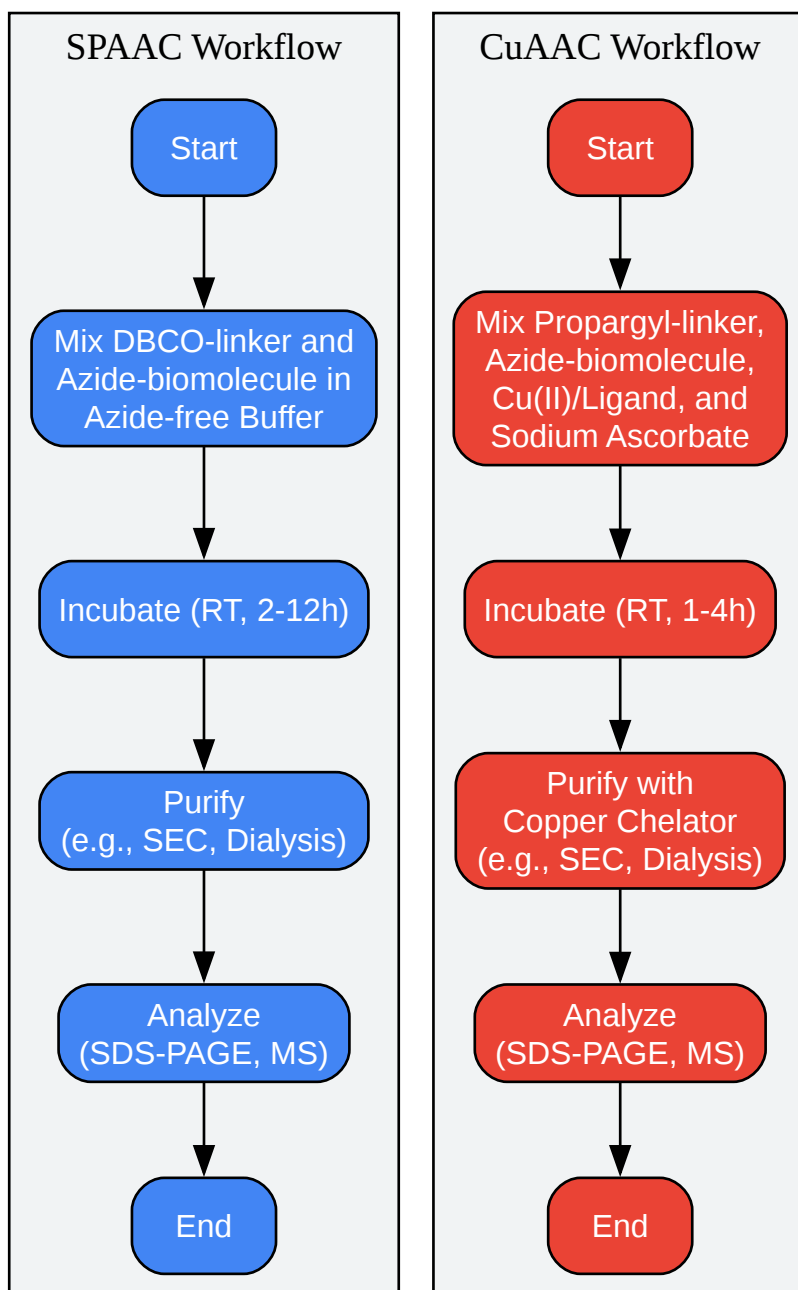 SPAAC Workflow
Start
Mix DBCO-linker and
Azide-biomolecule in
Azide-free Buffer
Incubate (RT, 2-12h)
Purify
(e.g., SEC, Dialysis)
Analyze
(SDS-PAGE, MS)
End
CuAAC Workflow
Start
Mix Propargyl-linker,
Azide-biomolecule,
Cu(II)/Ligand, and
Sodium Ascorbate
Incubate (RT, 1-4h)
Purify with
Copper Chelator
(e.g., SEC, Dialysis)
Analyze
(SDS-PAGE, MS)
End